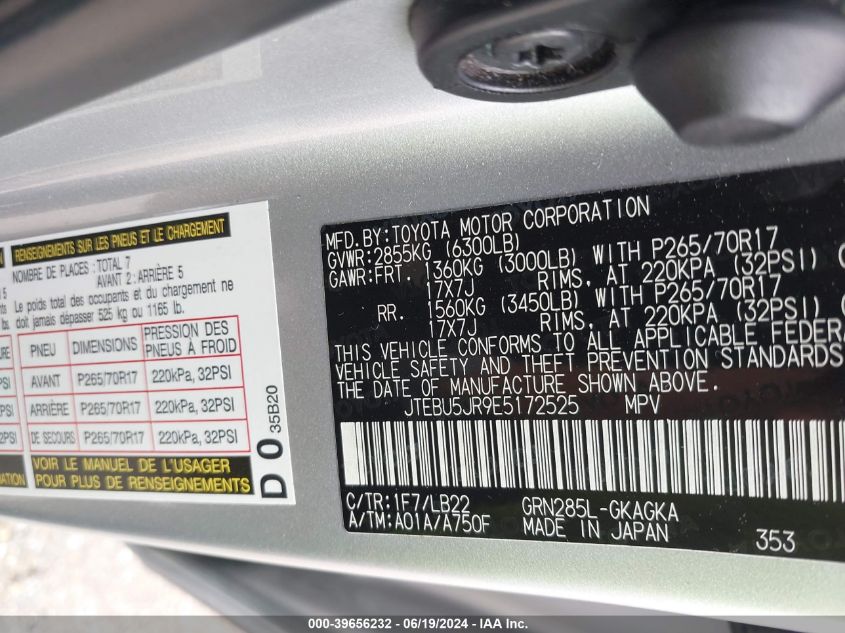 RENSEIGNEMENTS SUR LES PNEUS ET LE CHARGEMENT
NOMBRE DE PLACES : TOTAL 7
AVANT 2 : ARRIÈRE 5
Le poids total des occupants et du chargement ne
doit jamais dépasser 525 kg ou 1165 lb.
PNEU DIMENSIONS PRESSION DES PNEUS À FROID
AVANT P265/70R17 220kPa, 32PSI
ARRIÈRE P265/70R17 220kPa, 32PSI
DE SECOURS P265/70R17 220kPa, 32PSI
VOIR LE MANUEL DE L'USAGER
POUR PLUS DE RENSEIGNEMENTS
D 0 35B20
MFD. BY: TOYOTA MOTOR CORPORATION
GVWR: 2855KG (6300LB)
GAWR: FRT. 1360KG (3000LB) WITH P265/70R17
17X7J RIMS, AT 220KPA (32PSI)
RR. 1560KG (3450LB) WITH P265/70R17
17X7J RIMS, AT 220KPA (32PSI)
THIS VEHICLE CONFORMS TO ALL APPLICABLE FEDERA
VEHICLE SAFETY AND THEFT PREVENTION STANDARDS
THE DATE OF MANUFACTURE SHOWN ABOVE.
JTEBU5JR9E5172525 MPV
C/TR: 1F7/LB22 GRN285L-GKAGKA
A/TM: A01A/A750F MADE IN JAPAN 353
000-39656232 - 06/19/2024 - IAA Inc.